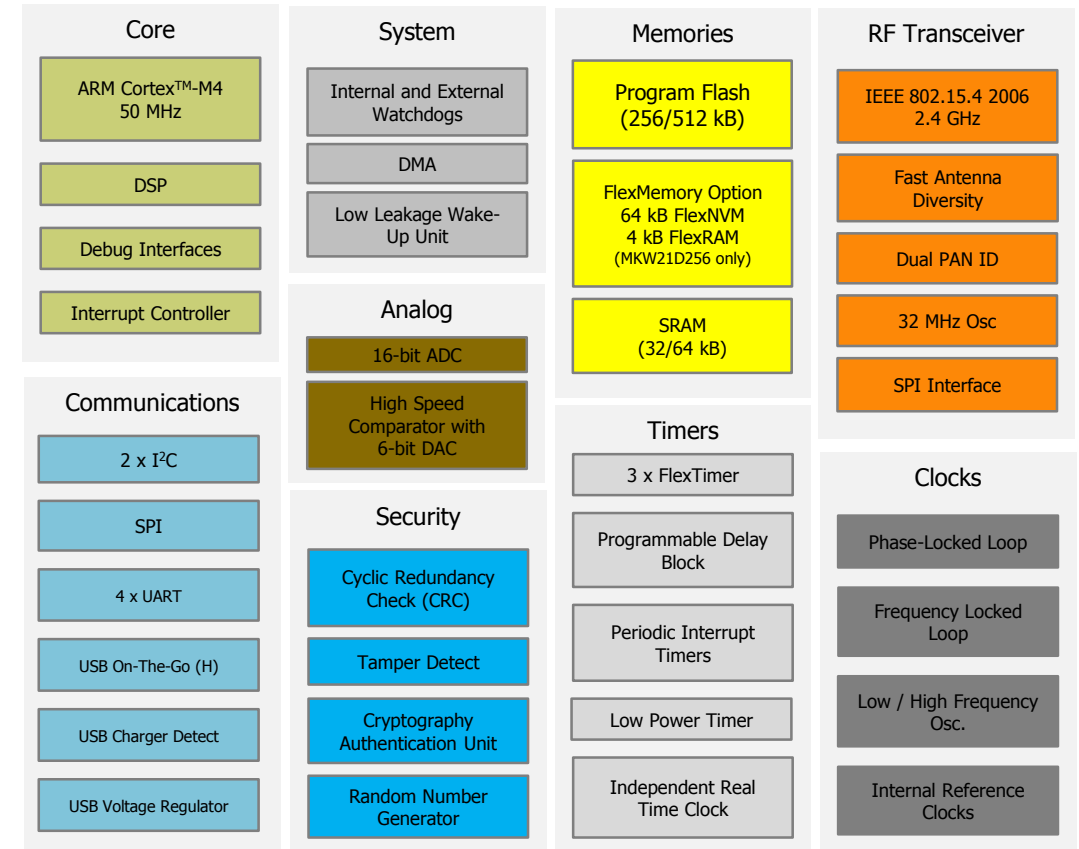 Core
ARM Cortex™-M4
50 MHz
DSP
Debug Interfaces
Interrupt Controller
System
Internal and External
Watchdogs
DMA
Low Leakage Wake-
Up Unit
Memories
Program Flash
(256/512 kB)
FlexMemory Option
64 kB FlexNVM
4 kB FlexRAM
(MKW21D256 only)
SRAM
(32/64 kB)
RF Transceiver
IEEE 802.15.4 2006
2.4 GHz
Fast Antenna
Diversity
Dual PAN ID
32 MHz Osc
SPI Interface
Analog
16-bit ADC
High Speed
Comparator with
6-bit DAC
Communications
2 x I²C
SPI
4 x UART
USB On-The-Go (H)
USB Charger Detect
USB Voltage Regulator
Security
Cyclic Redundancy
Check (CRC)
Tamper Detect
Cryptography
Authentication Unit
Random Number
Generator
Timers
3 x FlexTimer
Programmable Delay
Block
Periodic Interrupt
Timers
Low Power Timer
Independent Real
Time Clock
Clocks
Phase-Locked Loop
Frequency Locked
Loop
Low / High Frequency
Osc.
Internal Reference
Clocks